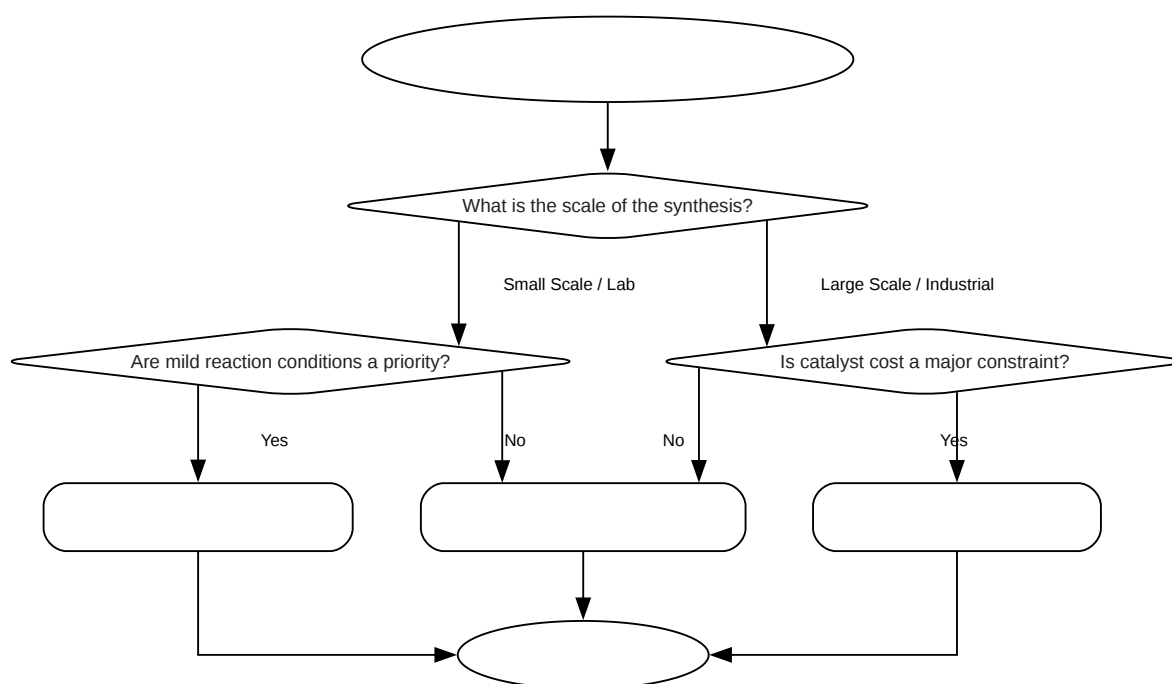 What is the scale of the synthesis?
Small Scale / Lab
Large Scale / Industrial
Are mild reaction conditions a priority?
Is catalyst cost a major constraint?
Yes
No
No
Yes